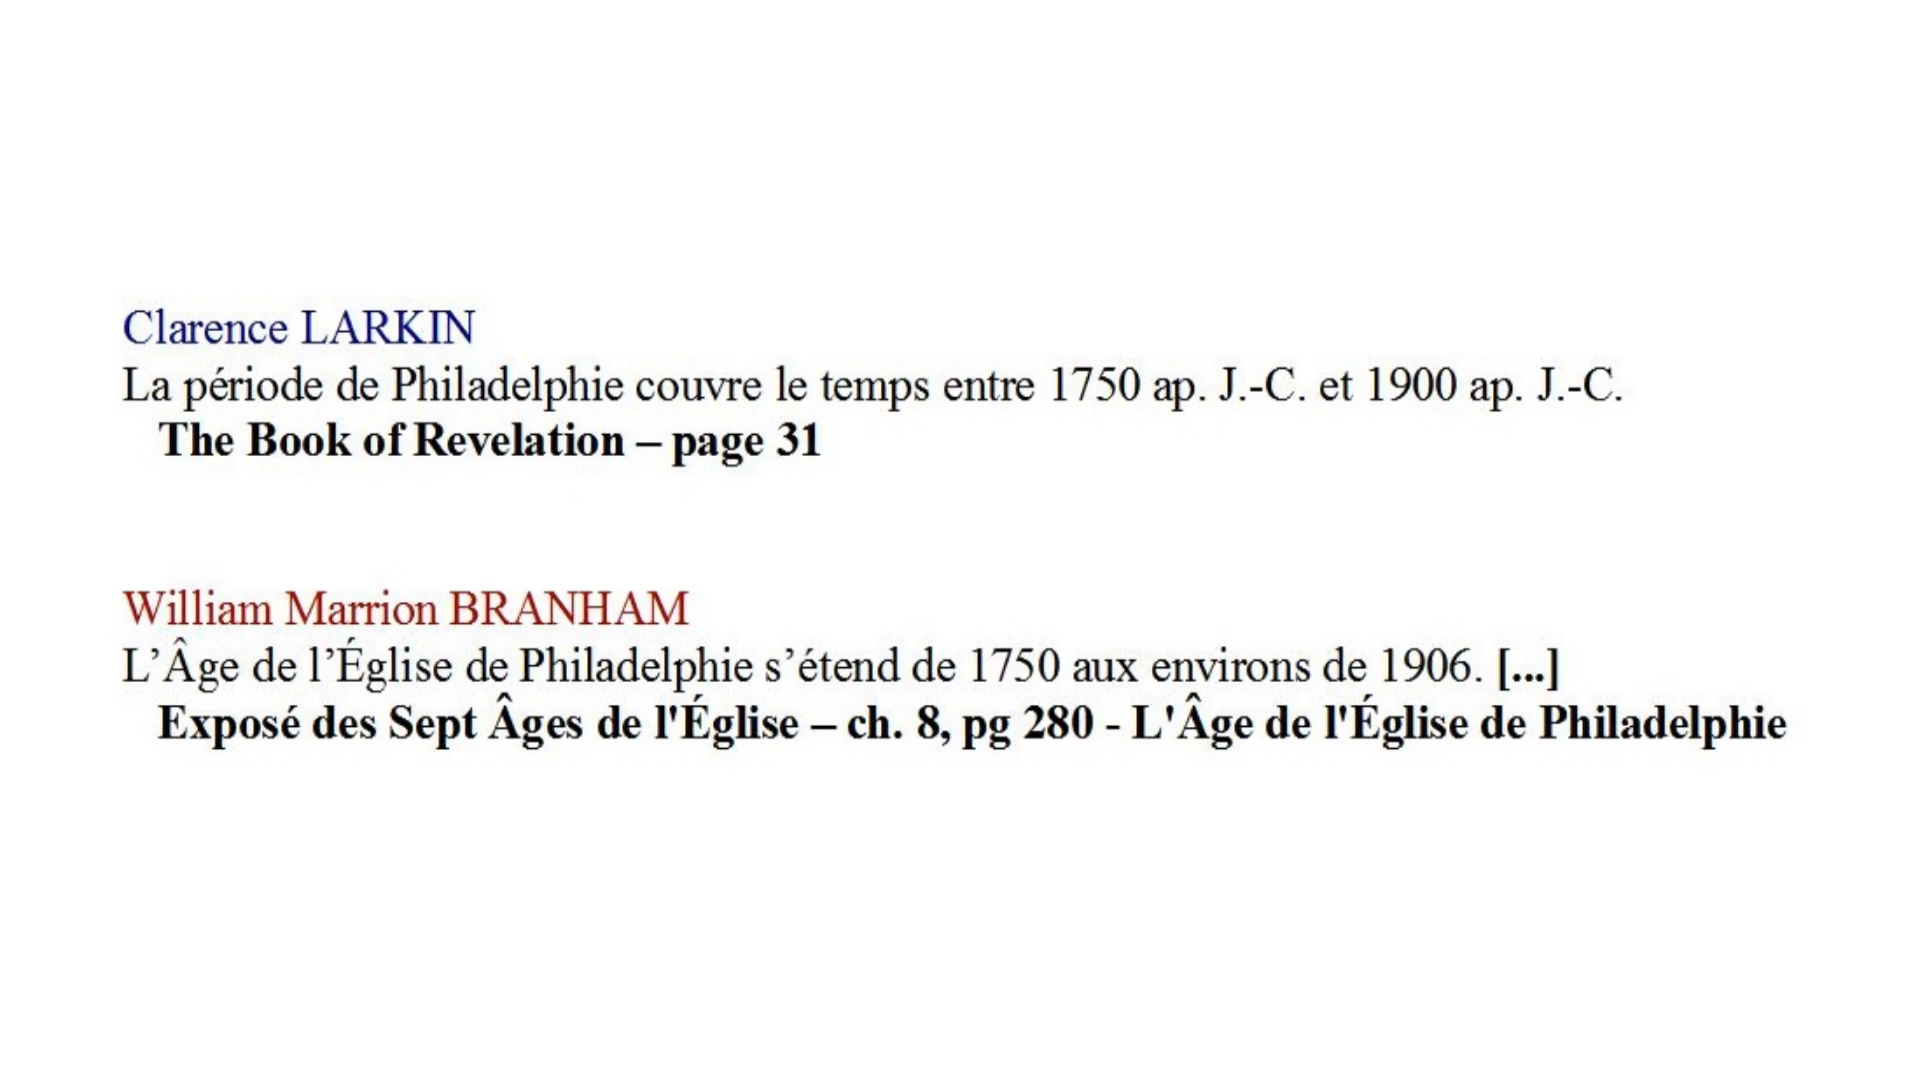 Clarence LARKIN
La période de Philadelphie couvre le temps entre 1750 ap. J.-C. et 1900 ap. J.-C.
The Book of Revelation – page 31
William Marrion BRANHAM
L’Âge de l’Église de Philadelphie s’étend de 1750 aux environs de 1906. [...]
Exposé des Sept Âges de l'Église – ch. 8, pg 280 - L'Âge de l'Église de Philadelphie